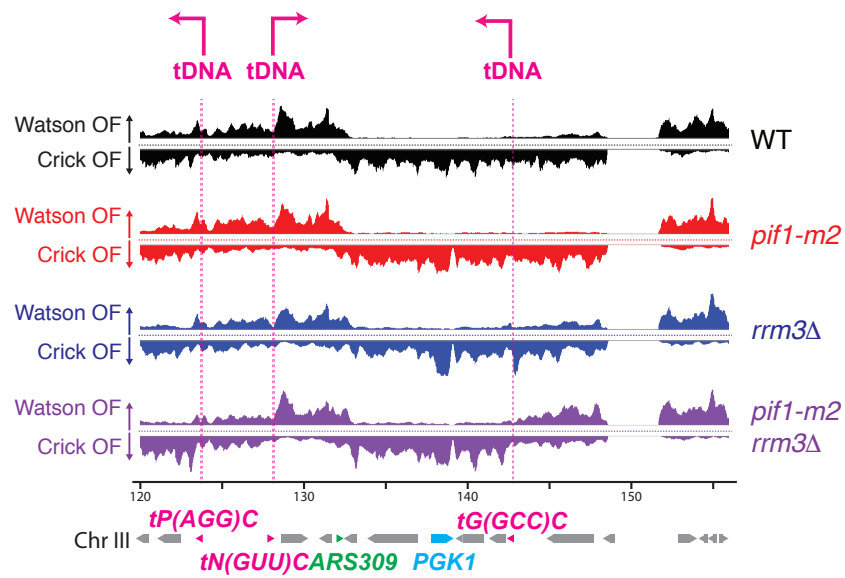 tDNA tDNA tDNA
Watson OF
Crick OF
WT
Watson OF
Crick OF
pif1-m2
Watson OF
Crick OF
rrm3Δ
Watson OF
Crick OF
pif1-m2
rrm3Δ
120 130 140 150
tP(AGG)C tG(GCC)C
Chr III
tN(GUU)C ARS309 PGK1